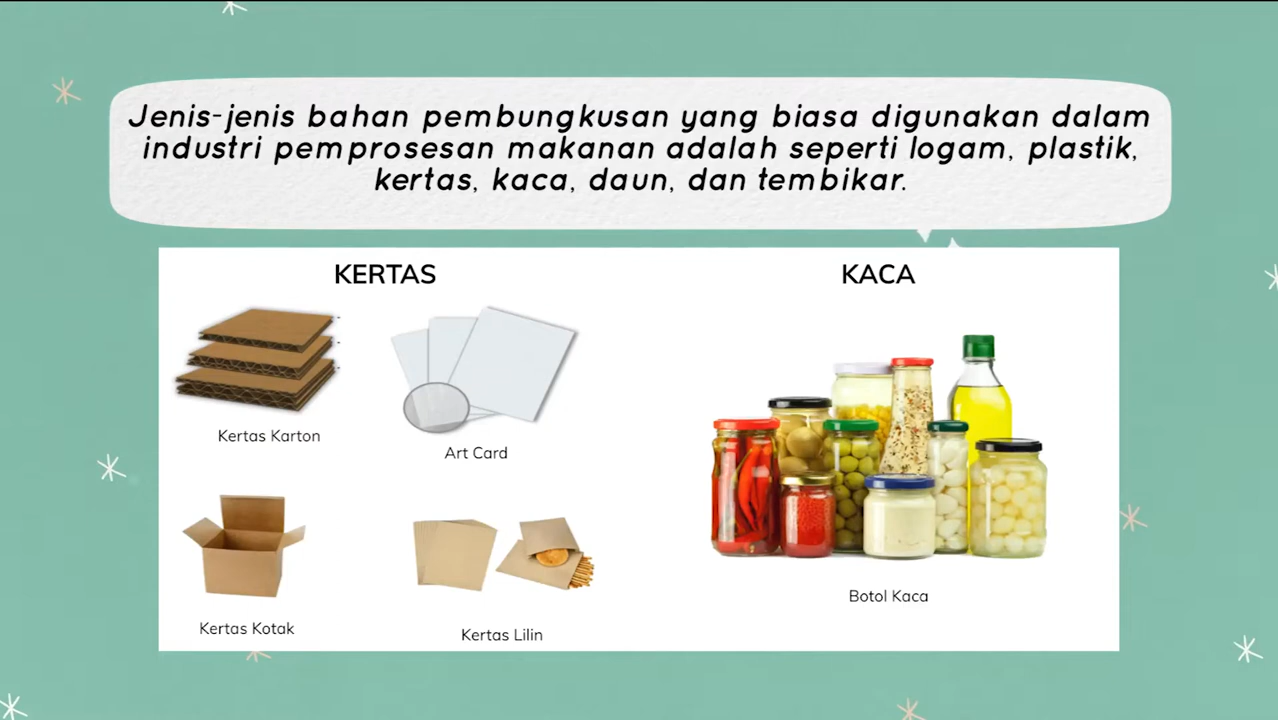 Jenis-jenis bahan pembungkusan yang biasa digunakan dalam
industri pemprosesan makanan adalah seperti logam, plastik,
kertas, kaca, daun, dan tembikar.
KERTAS
KACA
Kertas Karton
Art Card
Kertas Kotak
Kertas Lilin
Botol Kaca